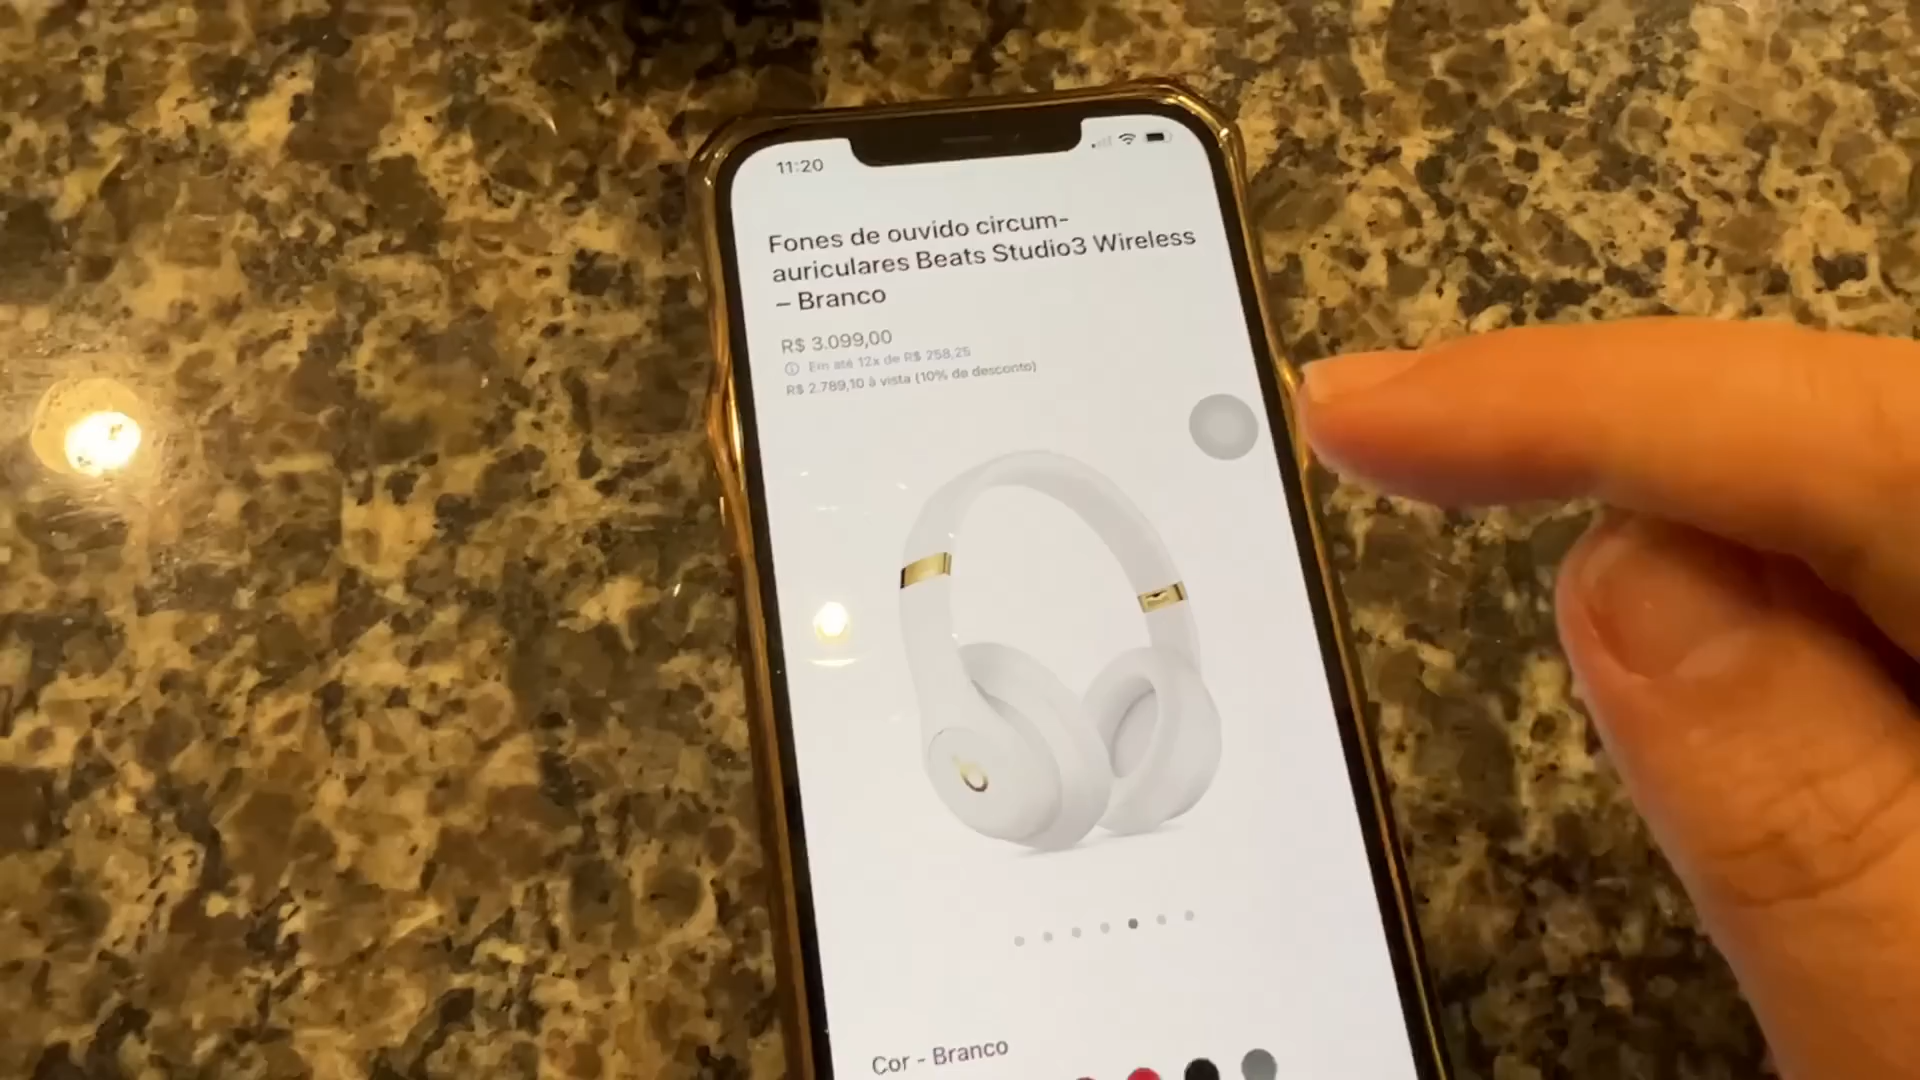 11:20
Fones de ouvido circum-
auriculares Beats Studio3 Wireless
– Branco
R$ 3.099,00
Em até 12x de R$ 258,25
R$ 2.789,10 à vista (10% de desconto)
Cor - Branco